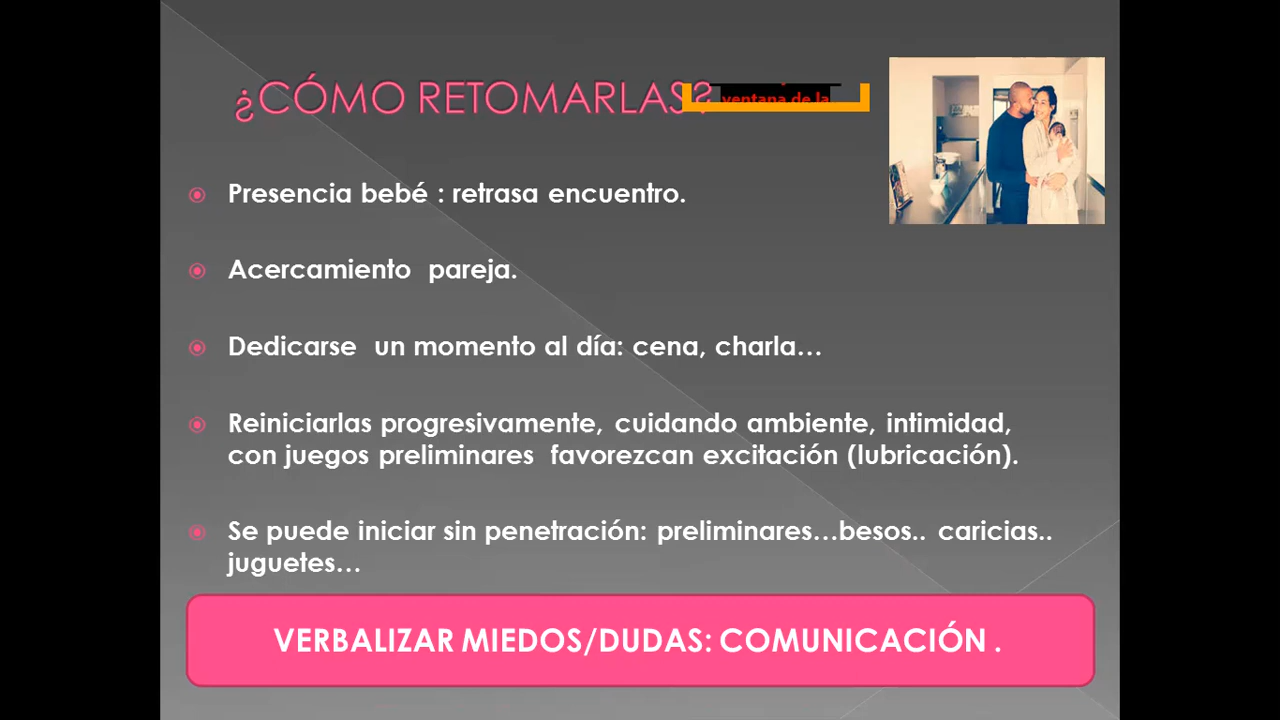 ¿CÓMO RETOMARLAS?
ventana de la
Presencia bebé : retrasa encuentro.
Acercamiento pareja.
Dedicarse un momento al día: cena, charla...
Reiniciarlas progresivamente, cuidando ambiente, intimidad,
con juegos preliminares favorezcan excitación (lubricación).
Se puede iniciar sin penetración: preliminares...besos.. caricias..
juguetes...
VERBALIZAR MIEDOS/DUDAS: COMUNICACIÓN .